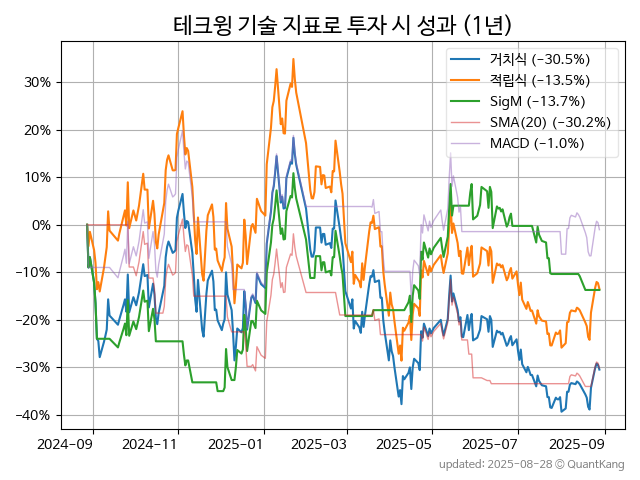 테크윙 기술 지표로 투자 시 성과 (1년)
거치식 (−30.5%)
적립식 (−13.5%)
SigM (−13.7%)
SMA(20) (−30.2%)
MACD (−1.0%)
30%
20%
10%
0%
−10%
−20%
−30%
−40%
2024-09 2024-11 2025-01 2025-03 2025-05 2025-07 2025-09
updated: 2025-08-28 © QuantKang